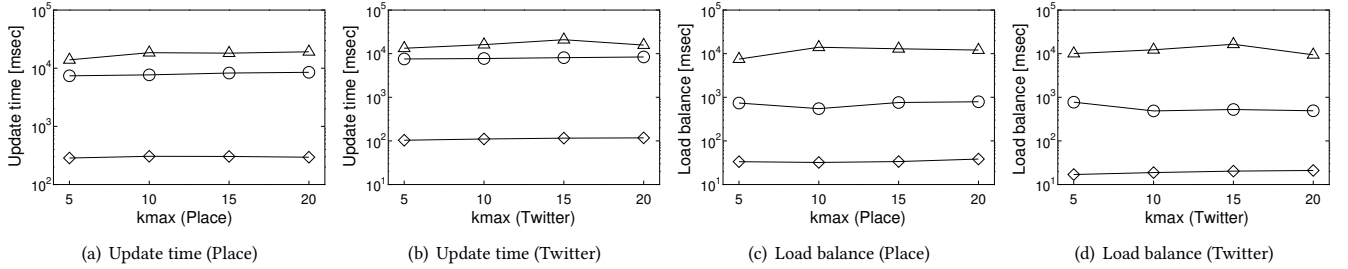 Update time [msec]
10^5
10^4
10^3
10^2
5 10 15 20
kmax (Place)
(a) Update time (Place)
Update time [msec]
10^5
10^4
10^3
10^2
10^1
5 10 15 20
kmax (Twitter)
(b) Update time (Twitter)
Load balance [msec]
10^5
10^4
10^3
10^2
10^1
5 10 15 20
kmax (Place)
(c) Load balance (Place)
Load balance [msec]
10^5
10^4
10^3
10^2
10^1
5 10 15 20
kmax (Twitter)
(d) Load balance (Twitter)